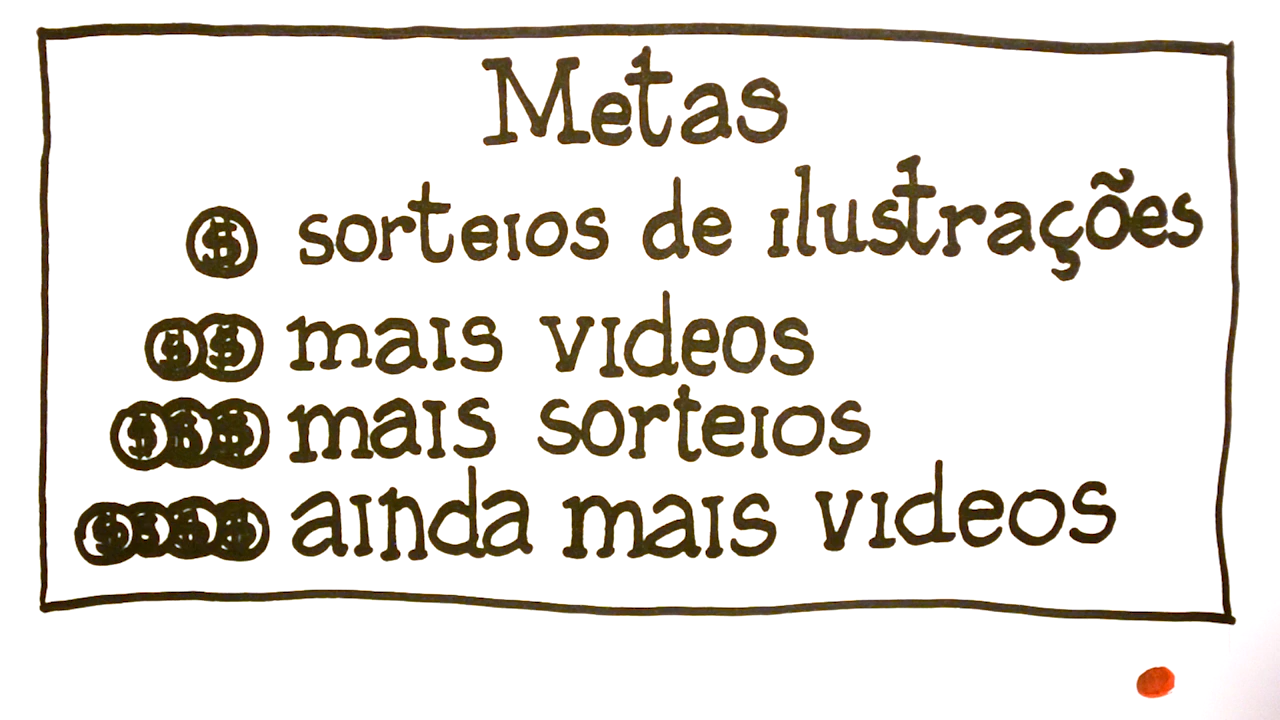 Metas
$ sorteios de ilustrações
$$ mais videos
$$$ mais sorteios
$$$$ ainda mais videos